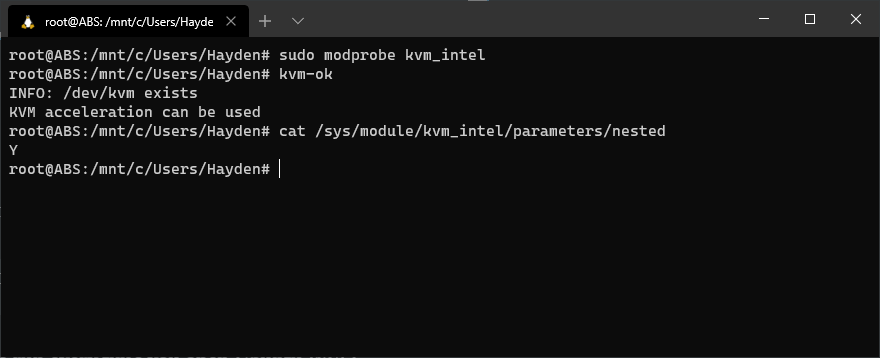 root@ABS: /mnt/c/Users/Hayde
root@ABS:/mnt/c/Users/Hayden# sudo modprobe kvm_intel
root@ABS:/mnt/c/Users/Hayden# kvm-ok
INFO: /dev/kvm exists
KVM acceleration can be used
root@ABS:/mnt/c/Users/Hayden# cat /sys/module/kvm_intel/parameters/nested
Y
root@ABS:/mnt/c/Users/Hayden#